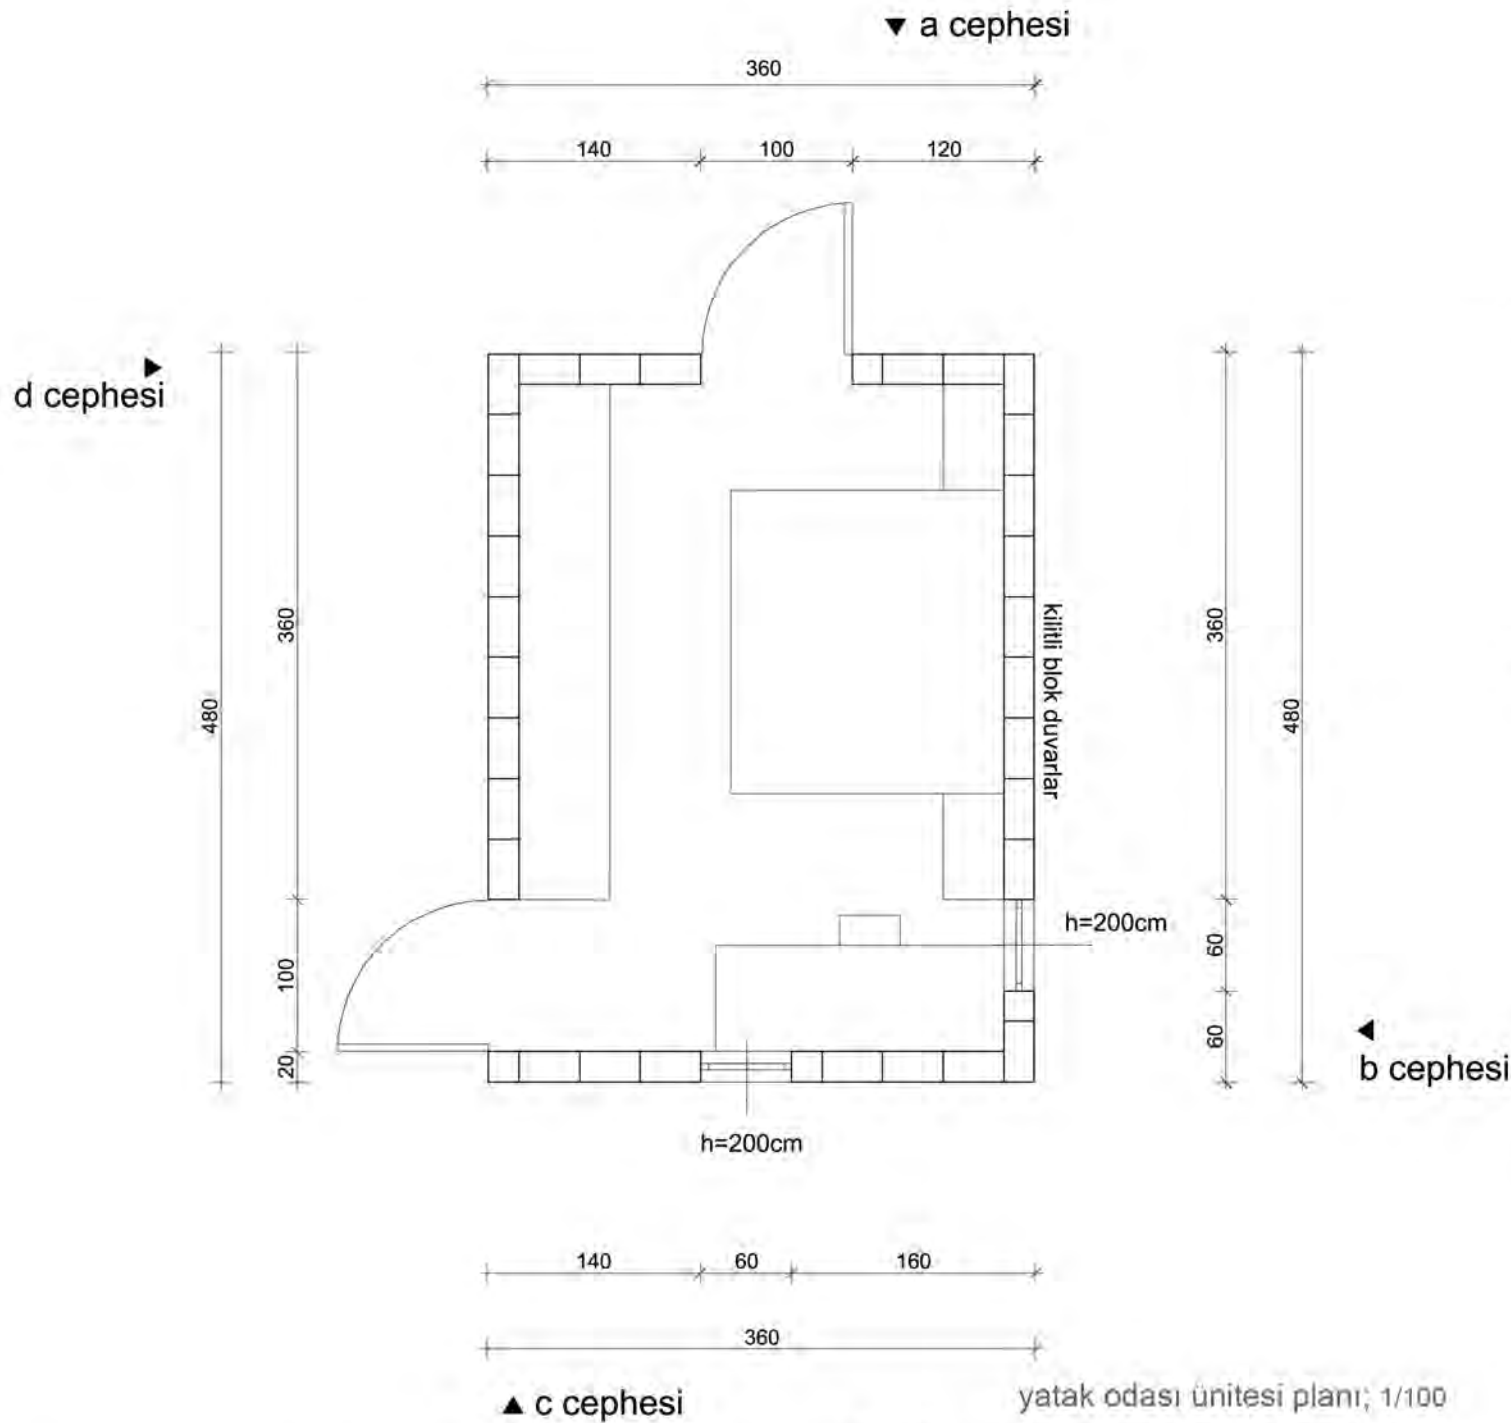 ▼ a cephesi
360
140 100 120
d cephesi
480
360
100
20
kilitli blok duvarlar
360
60
60
480
h=200cm
b cephesi
h=200cm
140 60 160
360
▲ c cephesi
yatak odası ünitesi planı; 1/100